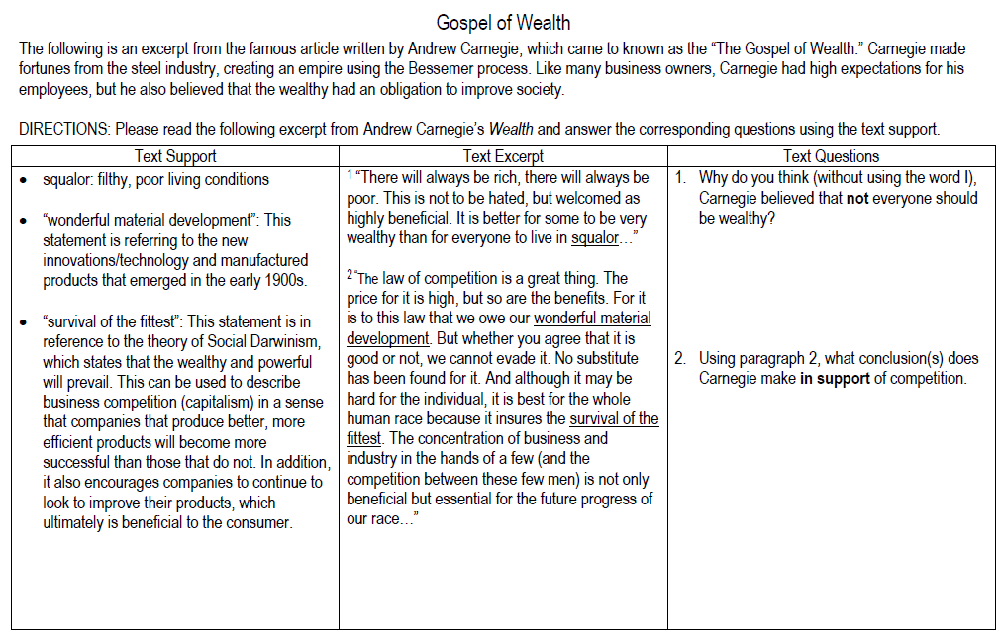 Gospel of Wealth
The following is an excerpt from the famous article written by Andrew Carnegie, which came to known as the “The Gospel of Wealth.” Carnegie made
fortunes from the steel industry, creating an empire using the Bessemer process. Like many business owners, Carnegie had high expectations for his
employees, but he also believed that the wealthy had an obligation to improve society.
DIRECTIONS: Please read the following excerpt from Andrew Carnegie’s Wealth and answer the corresponding questions using the text support.
Text Support
• squalor: filthy, poor living conditions
• “wonderful material development”: This
statement is referring to the new
innovations/technology and manufactured
products that emerged in the early 1900s.
• “survival of the fittest”: This statement is in
reference to the theory of Social Darwinism,
which states that the wealthy and powerful
will prevail. This can be used to describe
business competition (capitalism) in a sense
that companies that produce better, more
efficient products will become more
successful than those that do not. In addition,
it also encourages companies to continue to
look to improve their products, which
ultimately is beneficial to the consumer.
Text Excerpt
1 “There will always be rich, there will always be
poor. This is not to be hated, but welcomed as
highly beneficial. It is better for some to be very
wealthy than for everyone to live in squalor…”
2 “The law of competition is a great thing. The
price for it is high, but so are the benefits. For it
is to this law that we owe our wonderful material
development. But whether you agree that it is
good or not, we cannot evade it. No substitute
has been found for it. And although it may be
hard for the individual, it is best for the whole
human race because it insures the survival of the
fittest. The concentration of business and
industry in the hands of a few (and the
competition between these few men) is not only
beneficial but essential for the future progress of
our race…”
Text Questions
1. Why do you think (without using the word I),
Carnegie believed that not everyone should
be wealthy?
2. Using paragraph 2, what conclusion(s) does
Carnegie make in support of competition.